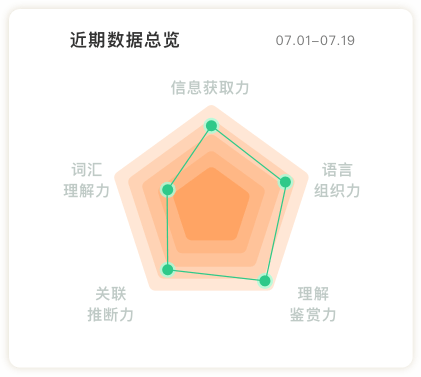 近期数据总览 07.01–07.19
信息获取力
词汇
理解力
语言
组织力
关联
推断力
理解
鉴赏力